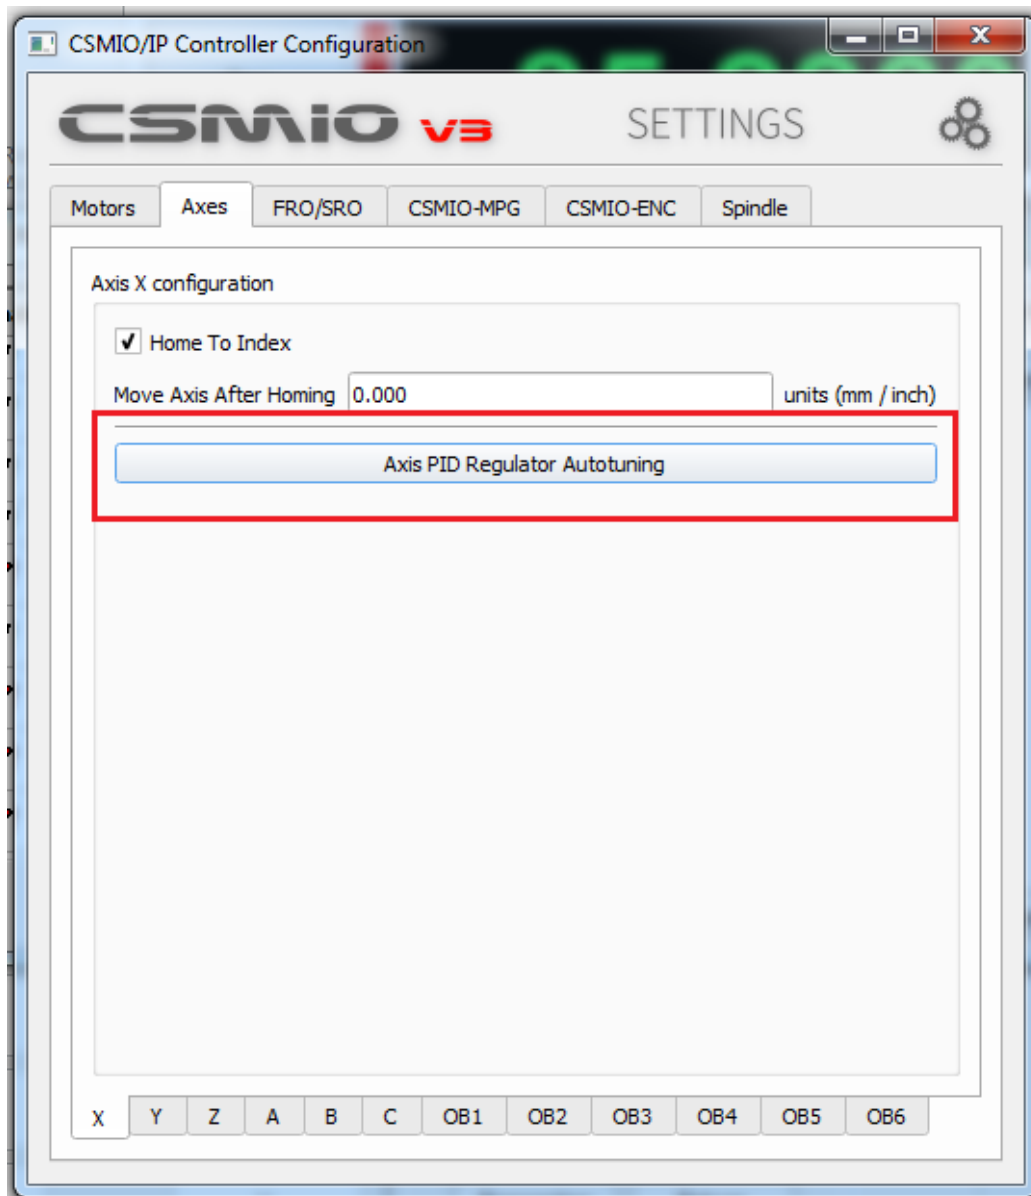 CSMIO/IP Controller Configuration
CSMIO V3 SETTINGS
Motors Axes FRO/SRO CSMIO-MPG CSMIO-ENC Spindle
Axis X configuration
Home To Index
Move Axis After Homing 0.000 units (mm / inch)
Axis PID Regulator Autotuning
X Y Z A B C OB1 OB2 OB3 OB4 OB5 OB6